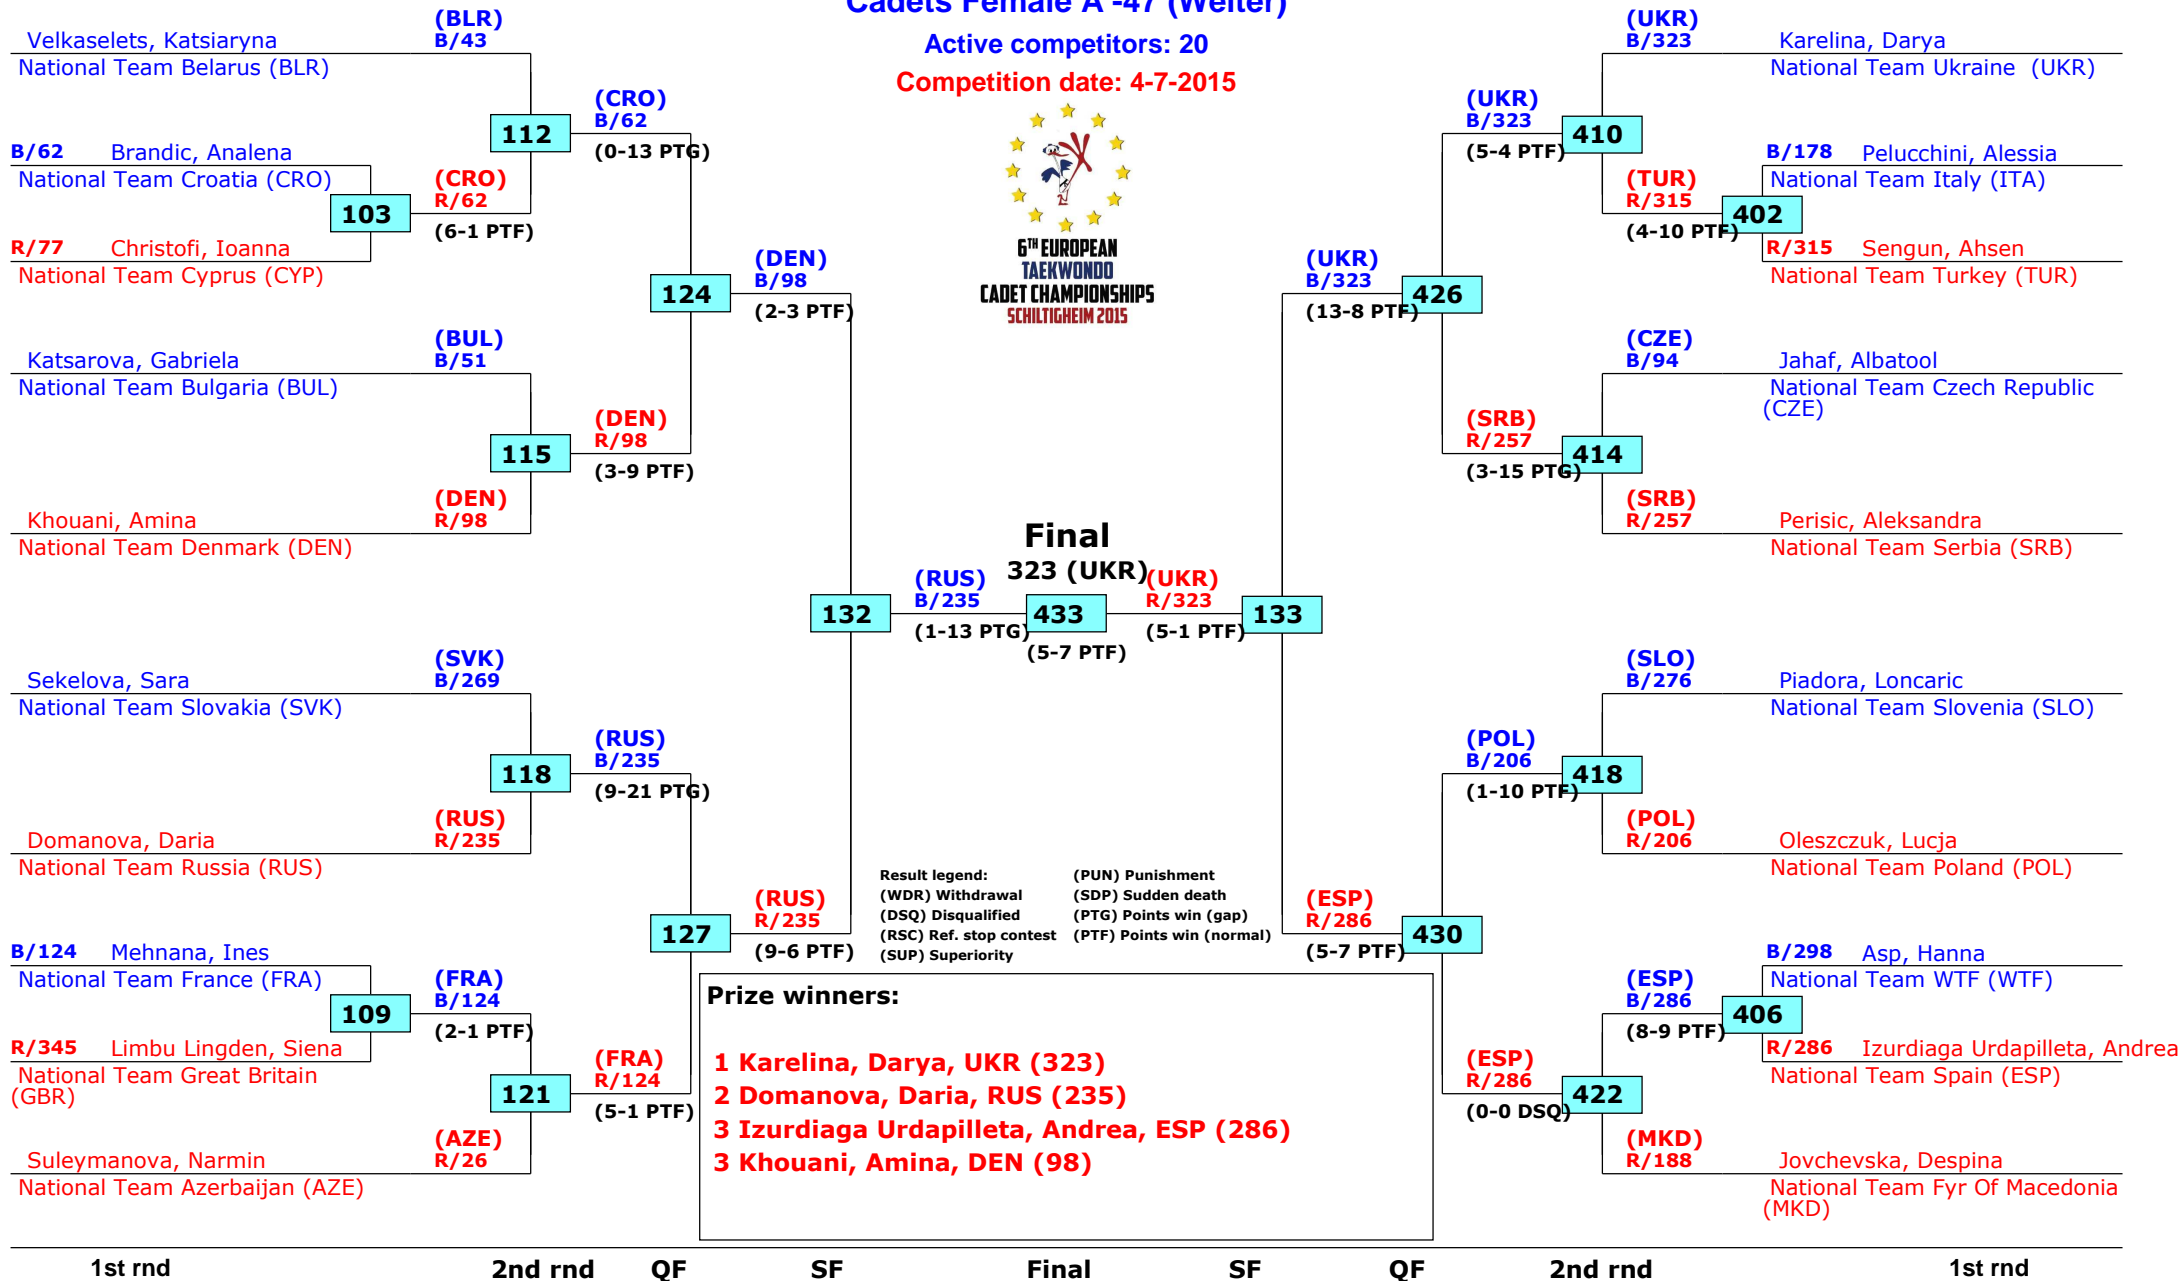 Cadets Female A -47 (Welter)
Active competitors: 20
Competition date: 4-7-2015
6TH EUROPEAN
TAEKWONDO
CADET CHAMPIONSHIPS
SCHILTIGHEIM 2015
Velkaselets, Katsiaryna
National Team Belarus (BLR)
(BLR)
B/43
B/62 Brandic, Analena
National Team Croatia (CRO)
103
R/77 Christofi, Ioanna
National Team Cyprus (CYP)
(CRO)
R/62
(6-1 PTF)
112
(CRO)
B/62
(0-13 PTG)
Katsarova, Gabriela
National Team Bulgaria (BUL)
(BUL)
B/51
115
Khouani, Amina
National Team Denmark (DEN)
(DEN)
R/98
(DEN)
R/98
(3-9 PTF)
124
(DEN)
B/98
(2-3 PTF)
Sekelova, Sara
National Team Slovakia (SVK)
(SVK)
B/269
118
Domanova, Daria
National Team Russia (RUS)
(RUS)
R/235
(RUS)
B/235
(9-21 PTG)
B/124 Mehnana, Ines
National Team France (FRA)
109
R/345 Limbu Lingden, Siena
National Team Great Britain
(GBR)
(FRA)
B/124
(2-1 PTF)
121
Suleymanova, Narmin
National Team Azerbaijan (AZE)
(AZE)
R/26
(FRA)
R/124
(5-1 PTF)
127
(RUS)
R/235
(9-6 PTF)
132
(RUS)
B/235
(1-13 PTG)
Final
323 (UKR)
433
(5-7 PTF)
(UKR)
R/323
(5-1 PTF)
133
(UKR)
B/323
(13-8 PTF)
426
(UKR)
B/323
(5-4 PTF)
410
(UKR)
B/323
Karelina, Darya
National Team Ukraine (UKR)
B/178 Pelucchini, Alessia
National Team Italy (ITA)
(TUR)
R/315
(4-10 PTF)
402
R/315 Sengun, Ahsen
National Team Turkey (TUR)
(CZE)
B/94
Jahaf, Albatool
National Team Czech Republic
(CZE)
(SRB)
R/257
(3-15 PTG)
414
(SRB)
R/257
Perisic, Aleksandra
National Team Serbia (SRB)
(SLO)
B/276
Piadora, Loncaric
National Team Slovenia (SLO)
(POL)
B/206
(1-10 PTF)
418
(POL)
R/206
Oleszczuk, Lucja
National Team Poland (POL)
(ESP)
R/286
(5-7 PTF)
430
B/298 Asp, Hanna
National Team WTF (WTF)
(ESP)
B/286
(8-9 PTF)
406
R/286 Izurdiaga Urdapilleta, Andrea
National Team Spain (ESP)
(ESP)
R/286
(0-0 DSQ)
422
(MKD)
R/188
Jovchevska, Despina
National Team Fyr Of Macedonia
(MKD)
Result legend: (PUN) Punishment
(WDR) Withdrawal (SDP) Sudden death
(DSQ) Disqualified (PTG) Points win (gap)
(RSC) Ref. stop contest (PTF) Points win (normal)
(SUP) Superiority
Prize winners:
1 Karelina, Darya, UKR (323)
2 Domanova, Daria, RUS (235)
3 Izurdiaga Urdapilleta, Andrea, ESP (286)
3 Khouani, Amina, DEN (98)
1st rnd 2nd rnd QF SF Final SF QF 2nd rnd 1st rnd